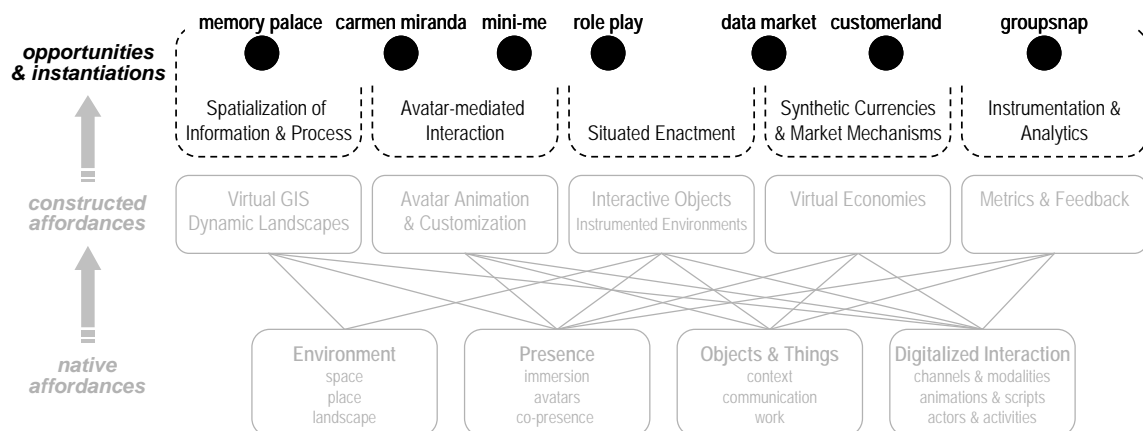 memory palace
carmen miranda
mini-me
role play
data market
customerland
groupsnap
opportunities
& instantiations
Spatialization of
Information & Process
Avatar-mediated
Interaction
Situated Enactment
Synthetic Currencies
& Market Mechanisms
Instrumentation &
Analytics
constructed
affordances
Virtual GIS
Dynamic Landscapes
Avatar Animation
& Customization
Interactive Objects
Instrumented Environments
Virtual Economies
Metrics & Feedback
native
affordances
Environment
space
place
landscape
Presence
immersion
avatars
co-presence
Objects & Things
context
communication
work
Digitalized Interaction
channels & modalities
animations & scripts
actors & activities